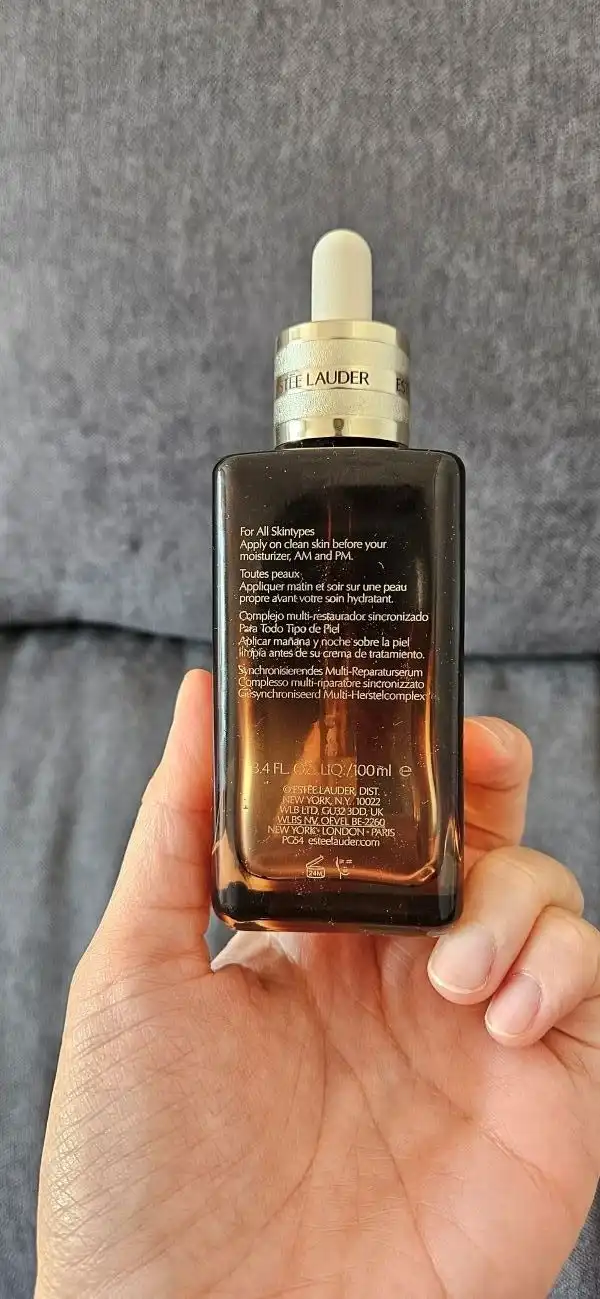 STEE LAUDER ES
For All Skintypes
Apply on clean skin before your
moisturizer, AM and PM.
Toutes peaux
Appliquer matin et soir sur une peau
propre avant votre soin hydratant.
Complejo multi-restaurador sincronizado
Para Todo Tipo de Piel
Aplicar mañana y noche sobre la piel
limpia antes de su crema de tratamiento.
Synchronisierendes Multi-Reparaturserum
Complesso multi-riparatore sincronizzato
Gesynchroniseerd Multi-Herstelcomplex
3.4 FL. OZ. LIQ./100 ml ℮
© ESTĒE LAUDER, DIST.
NEW YORK, N.Y. 10022
WLB LTD, GU32 3DD, UK
WLBS NV, OEVEL BE-2260
NEW YORK • LONDON • PARIS
PG54 esteelauder.com
24M